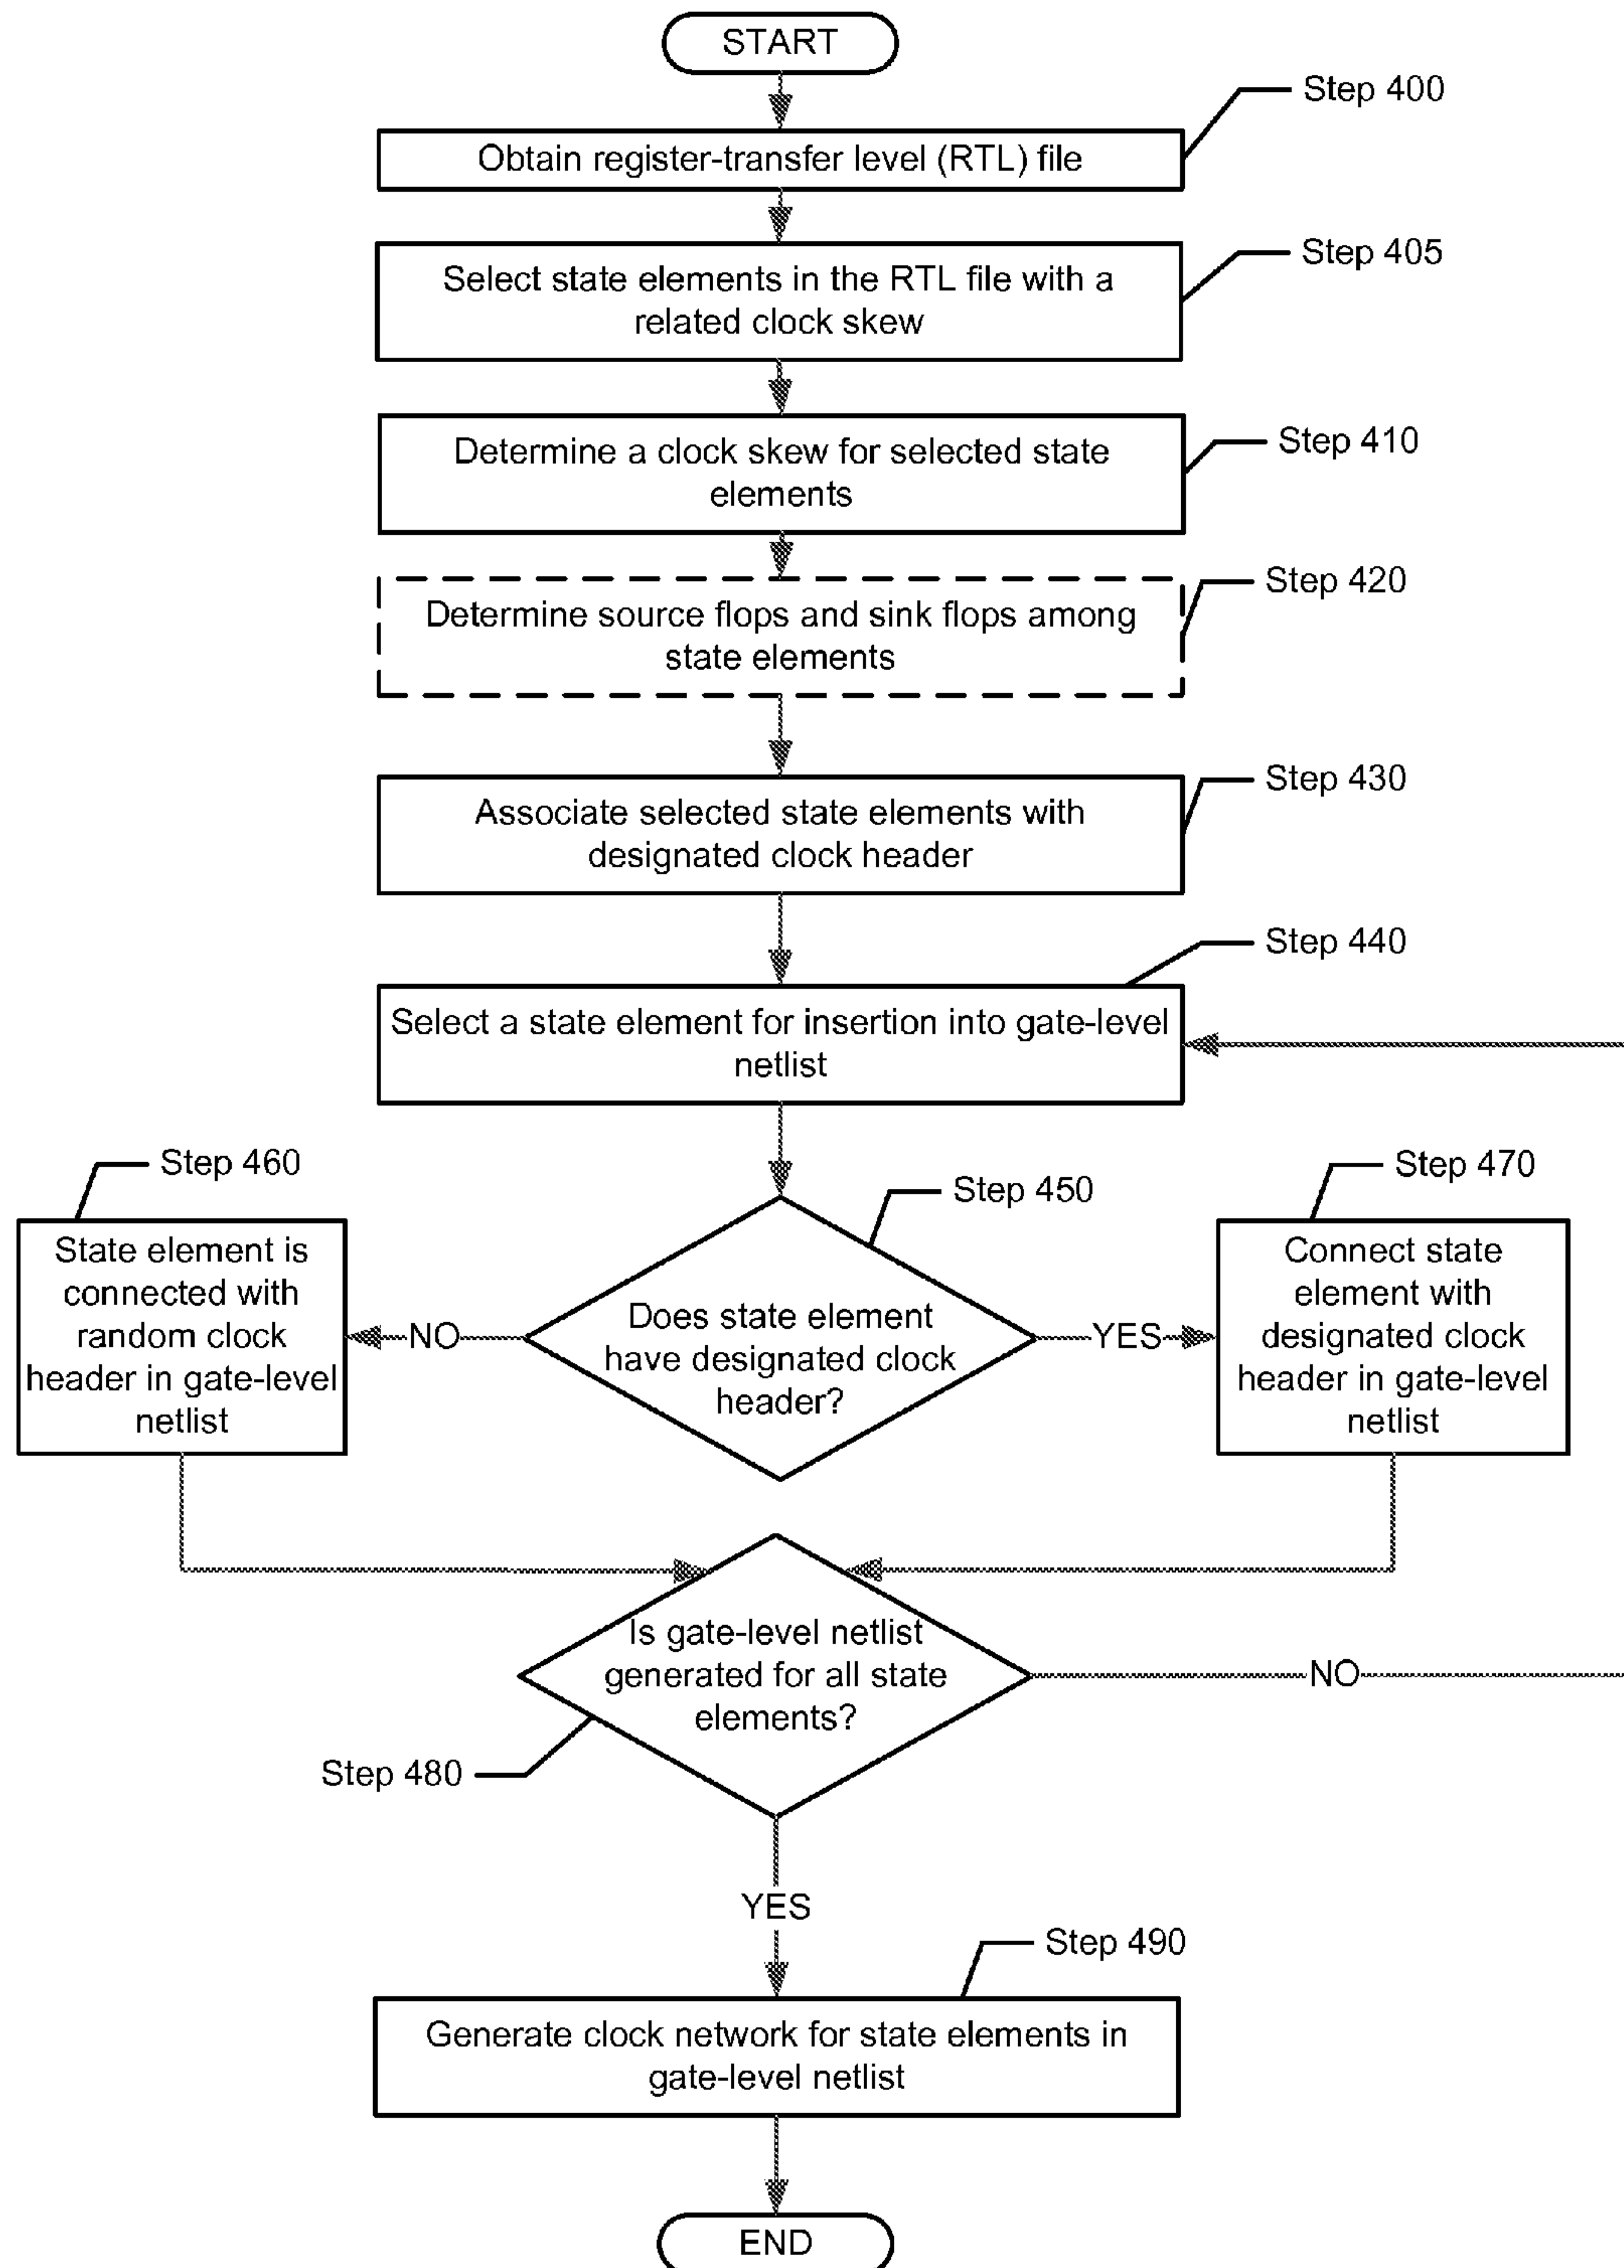 START
Step 400
Obtain register-transfer level (RTL) file
Step 405
Select state elements in the RTL file with a
related clock skew
Step 410
Determine a clock skew for selected state
elements
Step 420
Determine source flops and sink flops among
state elements
Step 430
Associate selected state elements with
designated clock header
Step 440
Select a state element for insertion into gate-level
netlist
Step 460
State element is
connected with
random clock
header in gate-level
netlist
NO
Step 450
Does state element
have designated clock
header?
YES
Step 470
Connect state
element with
designated clock
header in gate-level
netlist
Is gate-level netlist
generated for all state
elements?
NO
Step 480
YES
Step 490
Generate clock network for state elements in
gate-level netlist
END